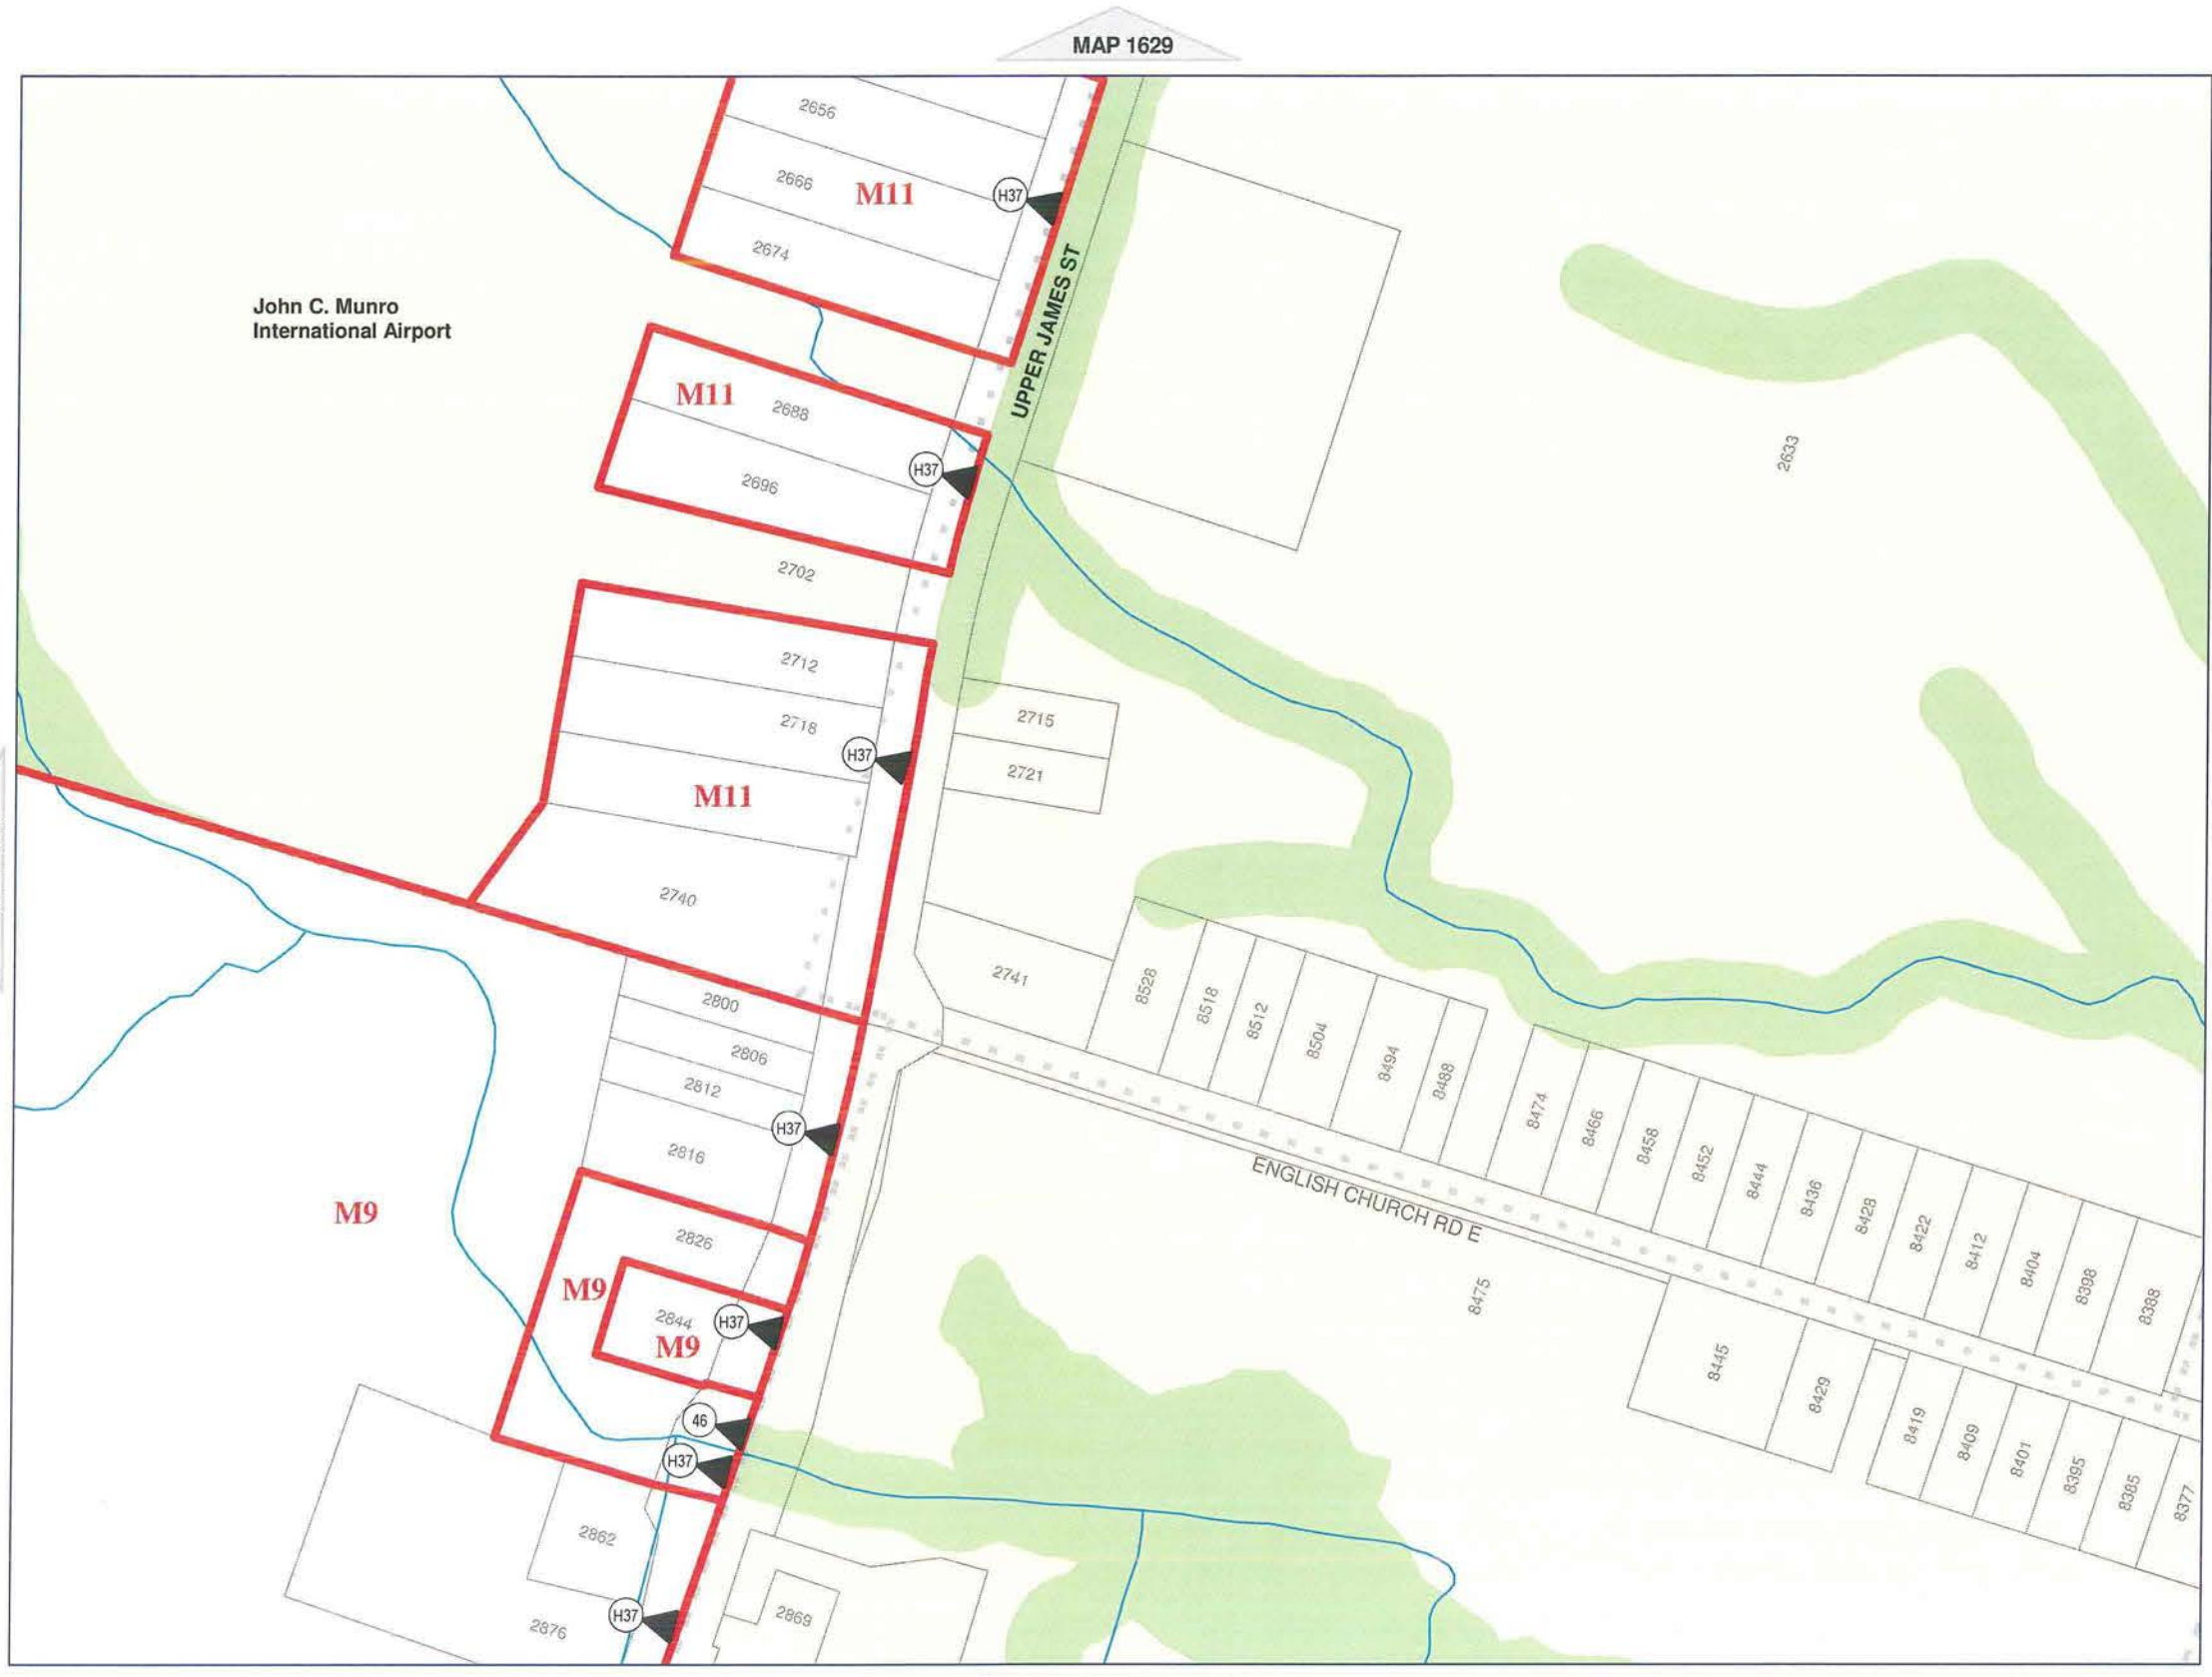 MAP 1629
2656
2666
M11
H37
2674
UPPER JAMES ST
John C. Munro
International Airport
M11
2688
H37
2696
2633
2702
2712
2718
H37
M11
2740
2715
2721
2741
8528
8518
8512
8504
8494
8488
8474
8466
8458
8452
8444
8436
8428
8422
8412
8404
8398
8388
2800
2806
2812
H37
2816
ENGLISH CHURCH RD E
M9
2826
M9
2844
H37
M9
8475
8445
8429
8419
8409
8401
8395
8385
8377
46
H37
2862
H37
2876
2869